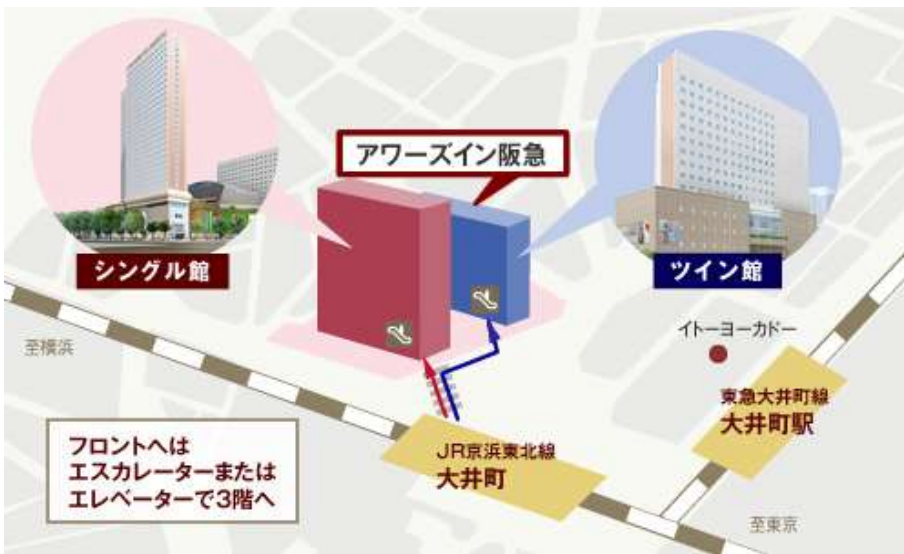 アワーズイン阪急
シングル館
ツイン館
至横浜
イトーヨーカドー
東急大井町線
大井町駅
フロントへは
エスカレーターまたは
エレベーターで3階へ
JR京浜東北線
大井町
至東京